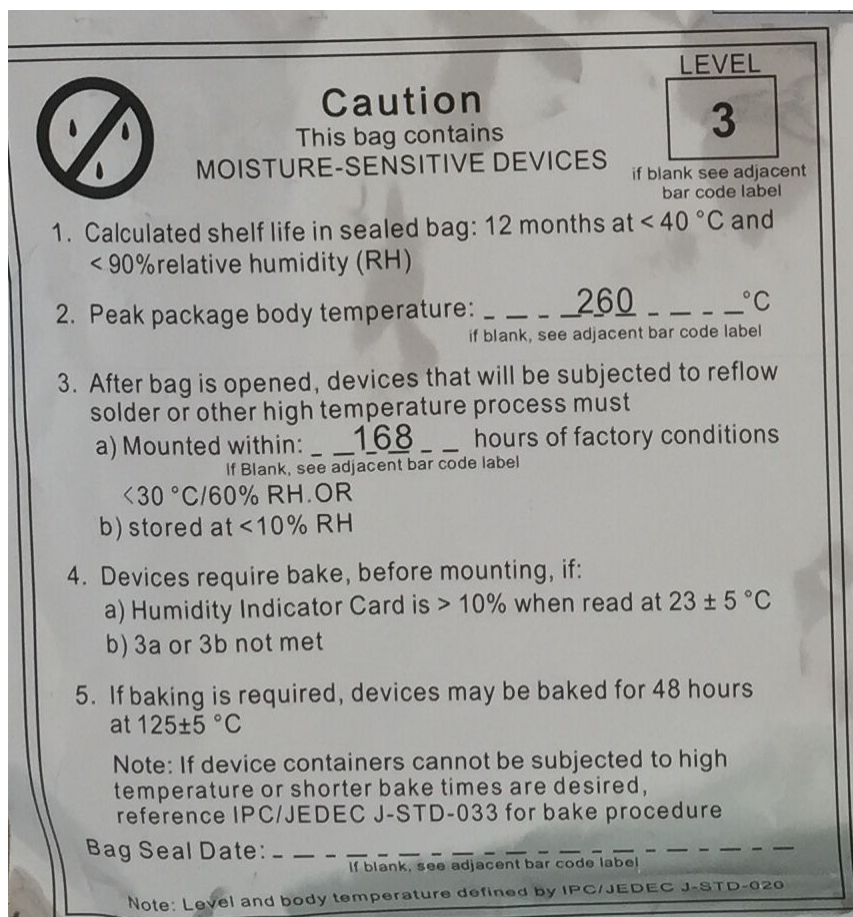 LEVEL
3
if blank see adjacent
bar code label
Caution
This bag contains
MOISTURE-SENSITIVE DEVICES
1. Calculated shelf life in sealed bag: 12 months at < 40 °C and
< 90%relative humidity (RH)
2. Peak package body temperature: _ _ _ _260_ _ _ _ _°C
if blank, see adjacent bar code label
3. After bag is opened, devices that will be subjected to reflow
solder or other high temperature process must
a) Mounted within: _ _168_ _ hours of factory conditions
If Blank, see adjacent bar code label
<30 °C/60% RH.OR
b) stored at <10% RH
4. Devices require bake, before mounting, if:
a) Humidity Indicator Card is > 10% when read at 23 ± 5 °C
b) 3a or 3b not met
5. If baking is required, devices may be baked for 48 hours
at 125±5 °C
Note: If device containers cannot be subjected to high
temperature or shorter bake times are desired,
reference IPC/JEDEC J-STD-033 for bake procedure
Bag Seal Date: _ _ _ _ _ _ _ _ _ _ _ _ _ _ _ _ _ _ _ _
If blank, see adjacent bar code label
Note: Level and body temperature defined by IPC/JEDEC J-STD-020